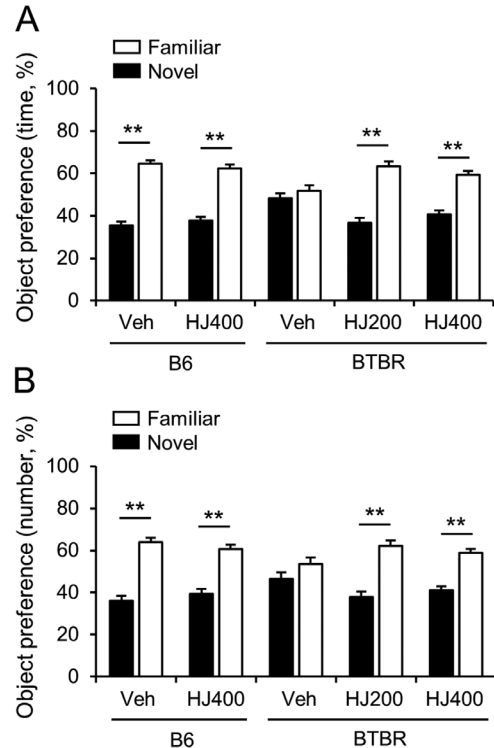 A
Familiar
Novel
Object preference (time, %)
100
80
60
40
20
0
** ** ** **
Veh HJ400 Veh HJ200 HJ400
B6 BTBR
B
Familiar
Novel
Object preference (number, %)
100
80
60
40
20
0
** ** ** **
Veh HJ400 Veh HJ200 HJ400
B6 BTBR